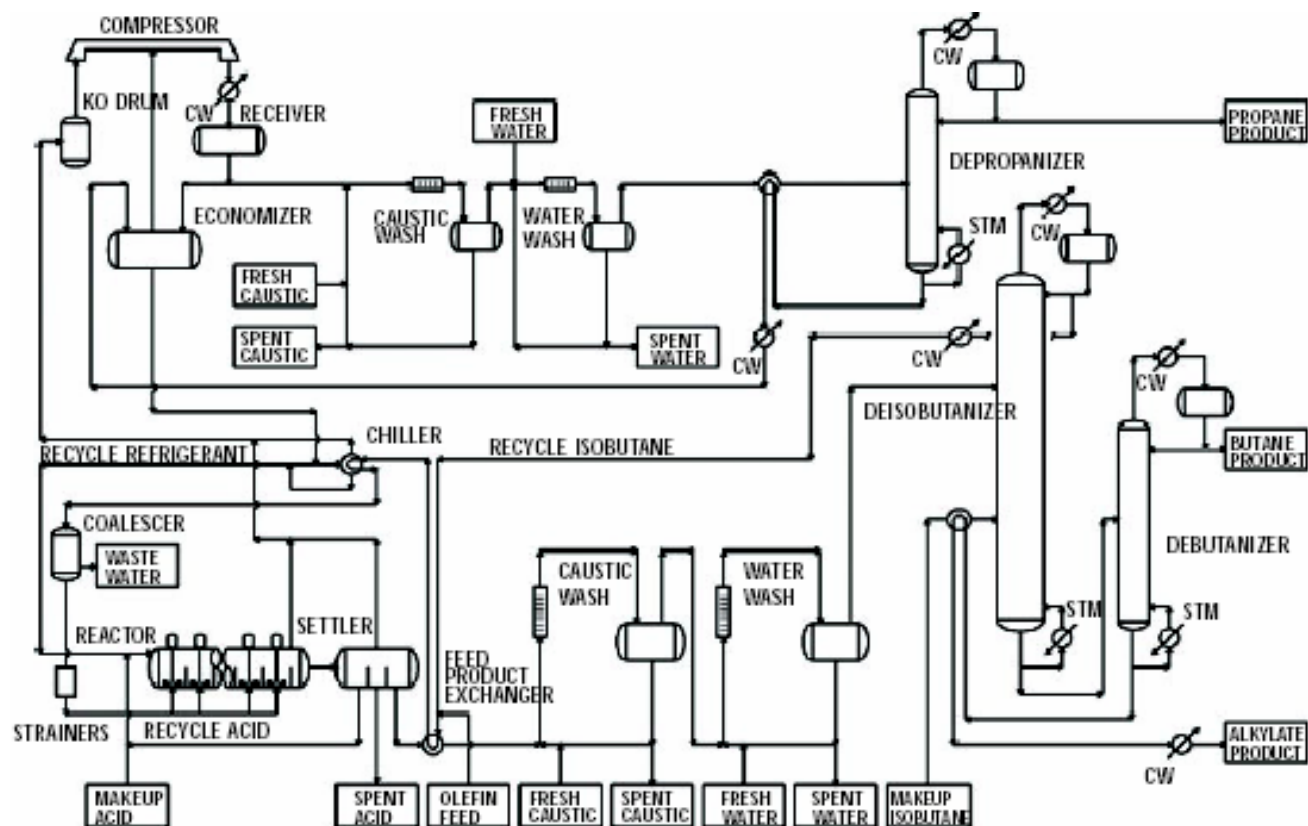 COMPRESSOR
KO DRUM
CW
RECEIVER
FRESH
WATER
CW
PROPANE
PRODUCT
DEPROPANIZER
ECONOMIZER
CAUSTIC
WASH
WATER
WASH
STM
CW
FRESH
CAUSTIC
SPENT
CAUSTIC
SPENT
WATER
CW
CW
CW
DEISOBUTANIZER
CHILLER
RECYCLE REFRIGERANT
RECYCLE ISOBUTANE
BUTANE
PRODUCT
COALESCER
WASTE
WATER
CAUSTIC
WASH
WATER
WASH
DEBUTANIZER
STM
STM
REACTOR
SETTLER
FEED
PRODUCT
EXCHANGER
STRAINERS
RECYCLE ACID
ALKYLATE
PRODUCT
CW
MAKEUP
ACID
SPENT
ACID
OLEFIN
FEED
FRESH
CAUSTIC
SPENT
CAUSTIC
FRESH
WATER
SPENT
WATER
MAKEUP
ISOBUTANE